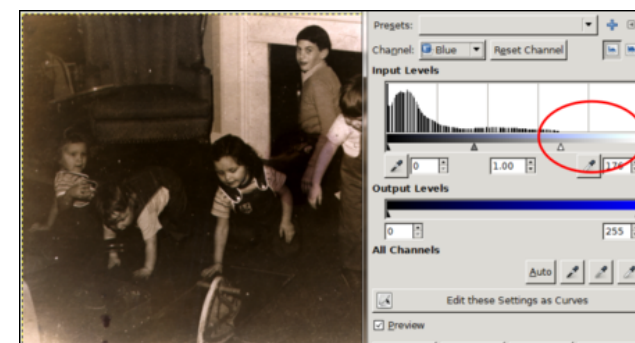 Presets:
Channel: Blue Reset Channel
Input Levels
0 1.00 176
Output Levels
0 255
All Channels
Auto
Edit these Settings as Curves
Preview